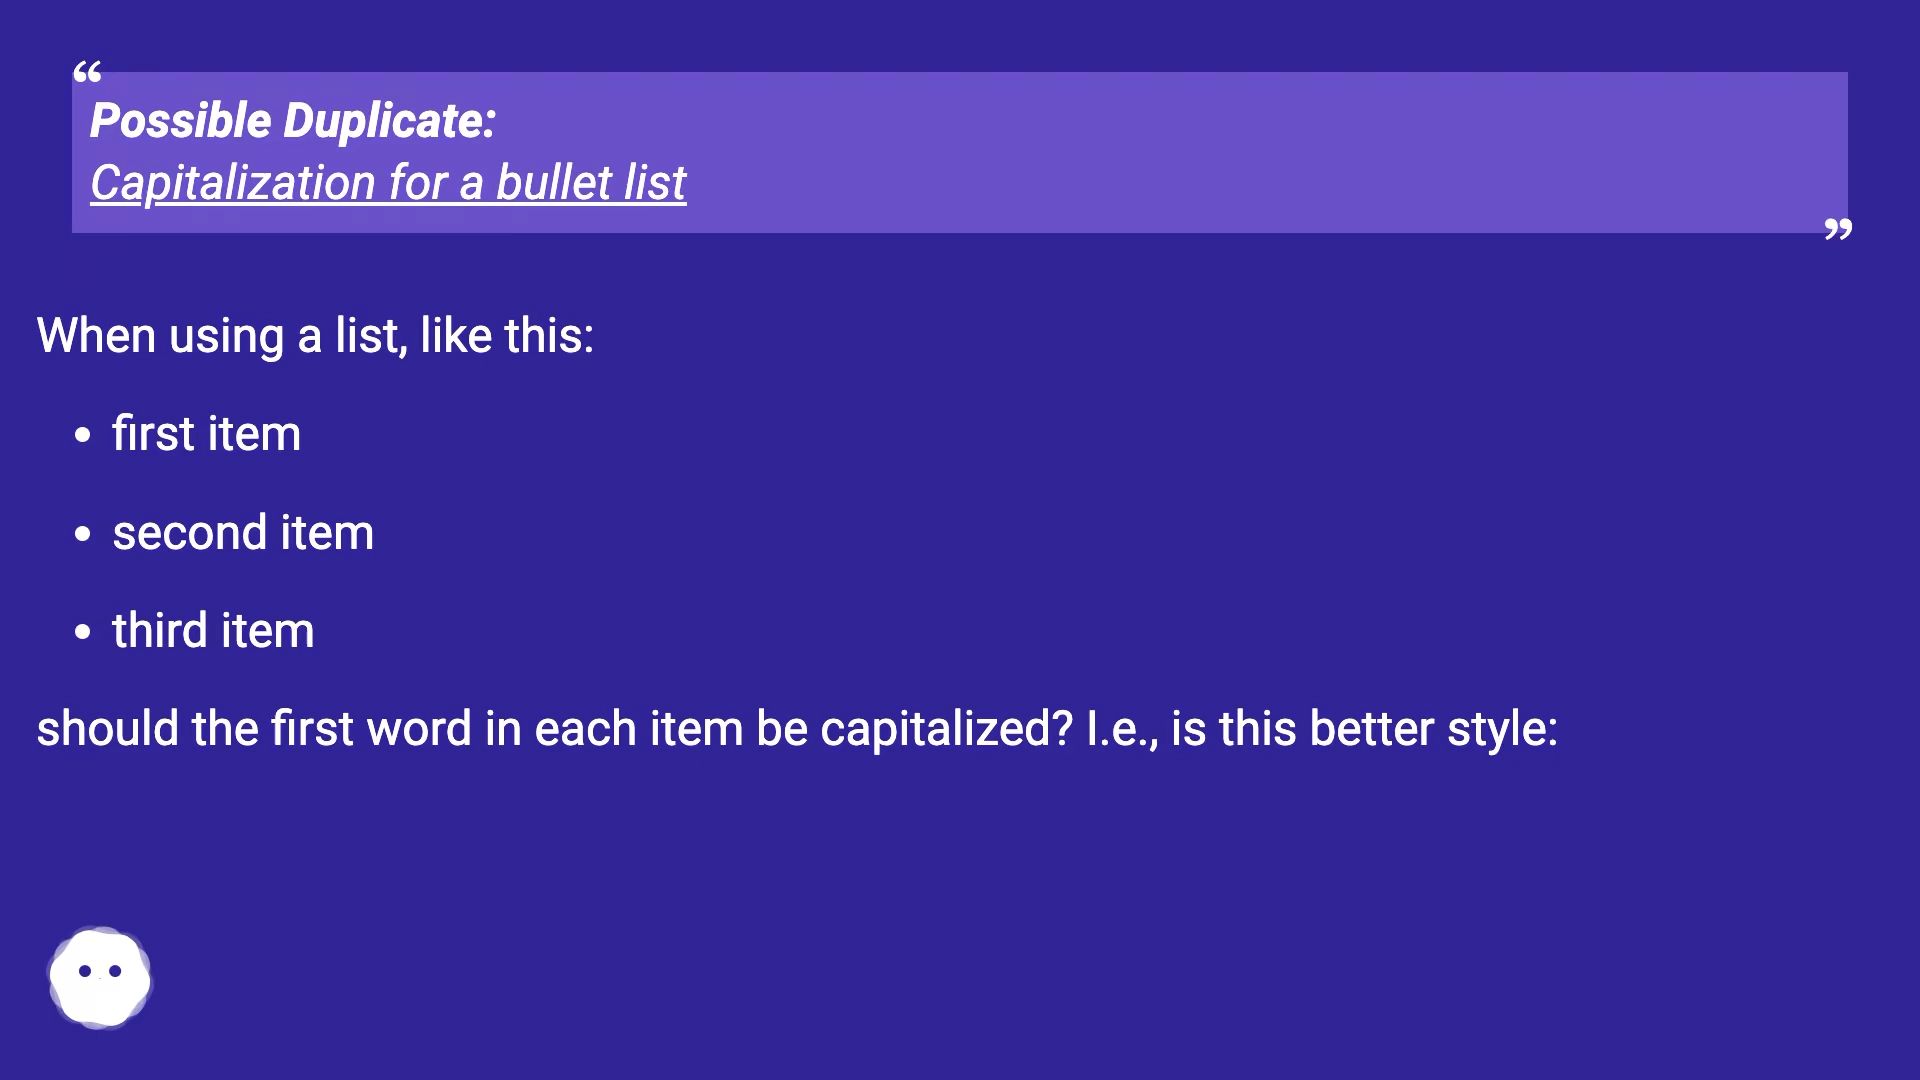 “
Possible Duplicate:
Capitalization for a bullet list
”
When using a list, like this:
• first item
• second item
• third item
should the first word in each item be capitalized? I.e., is this better style: